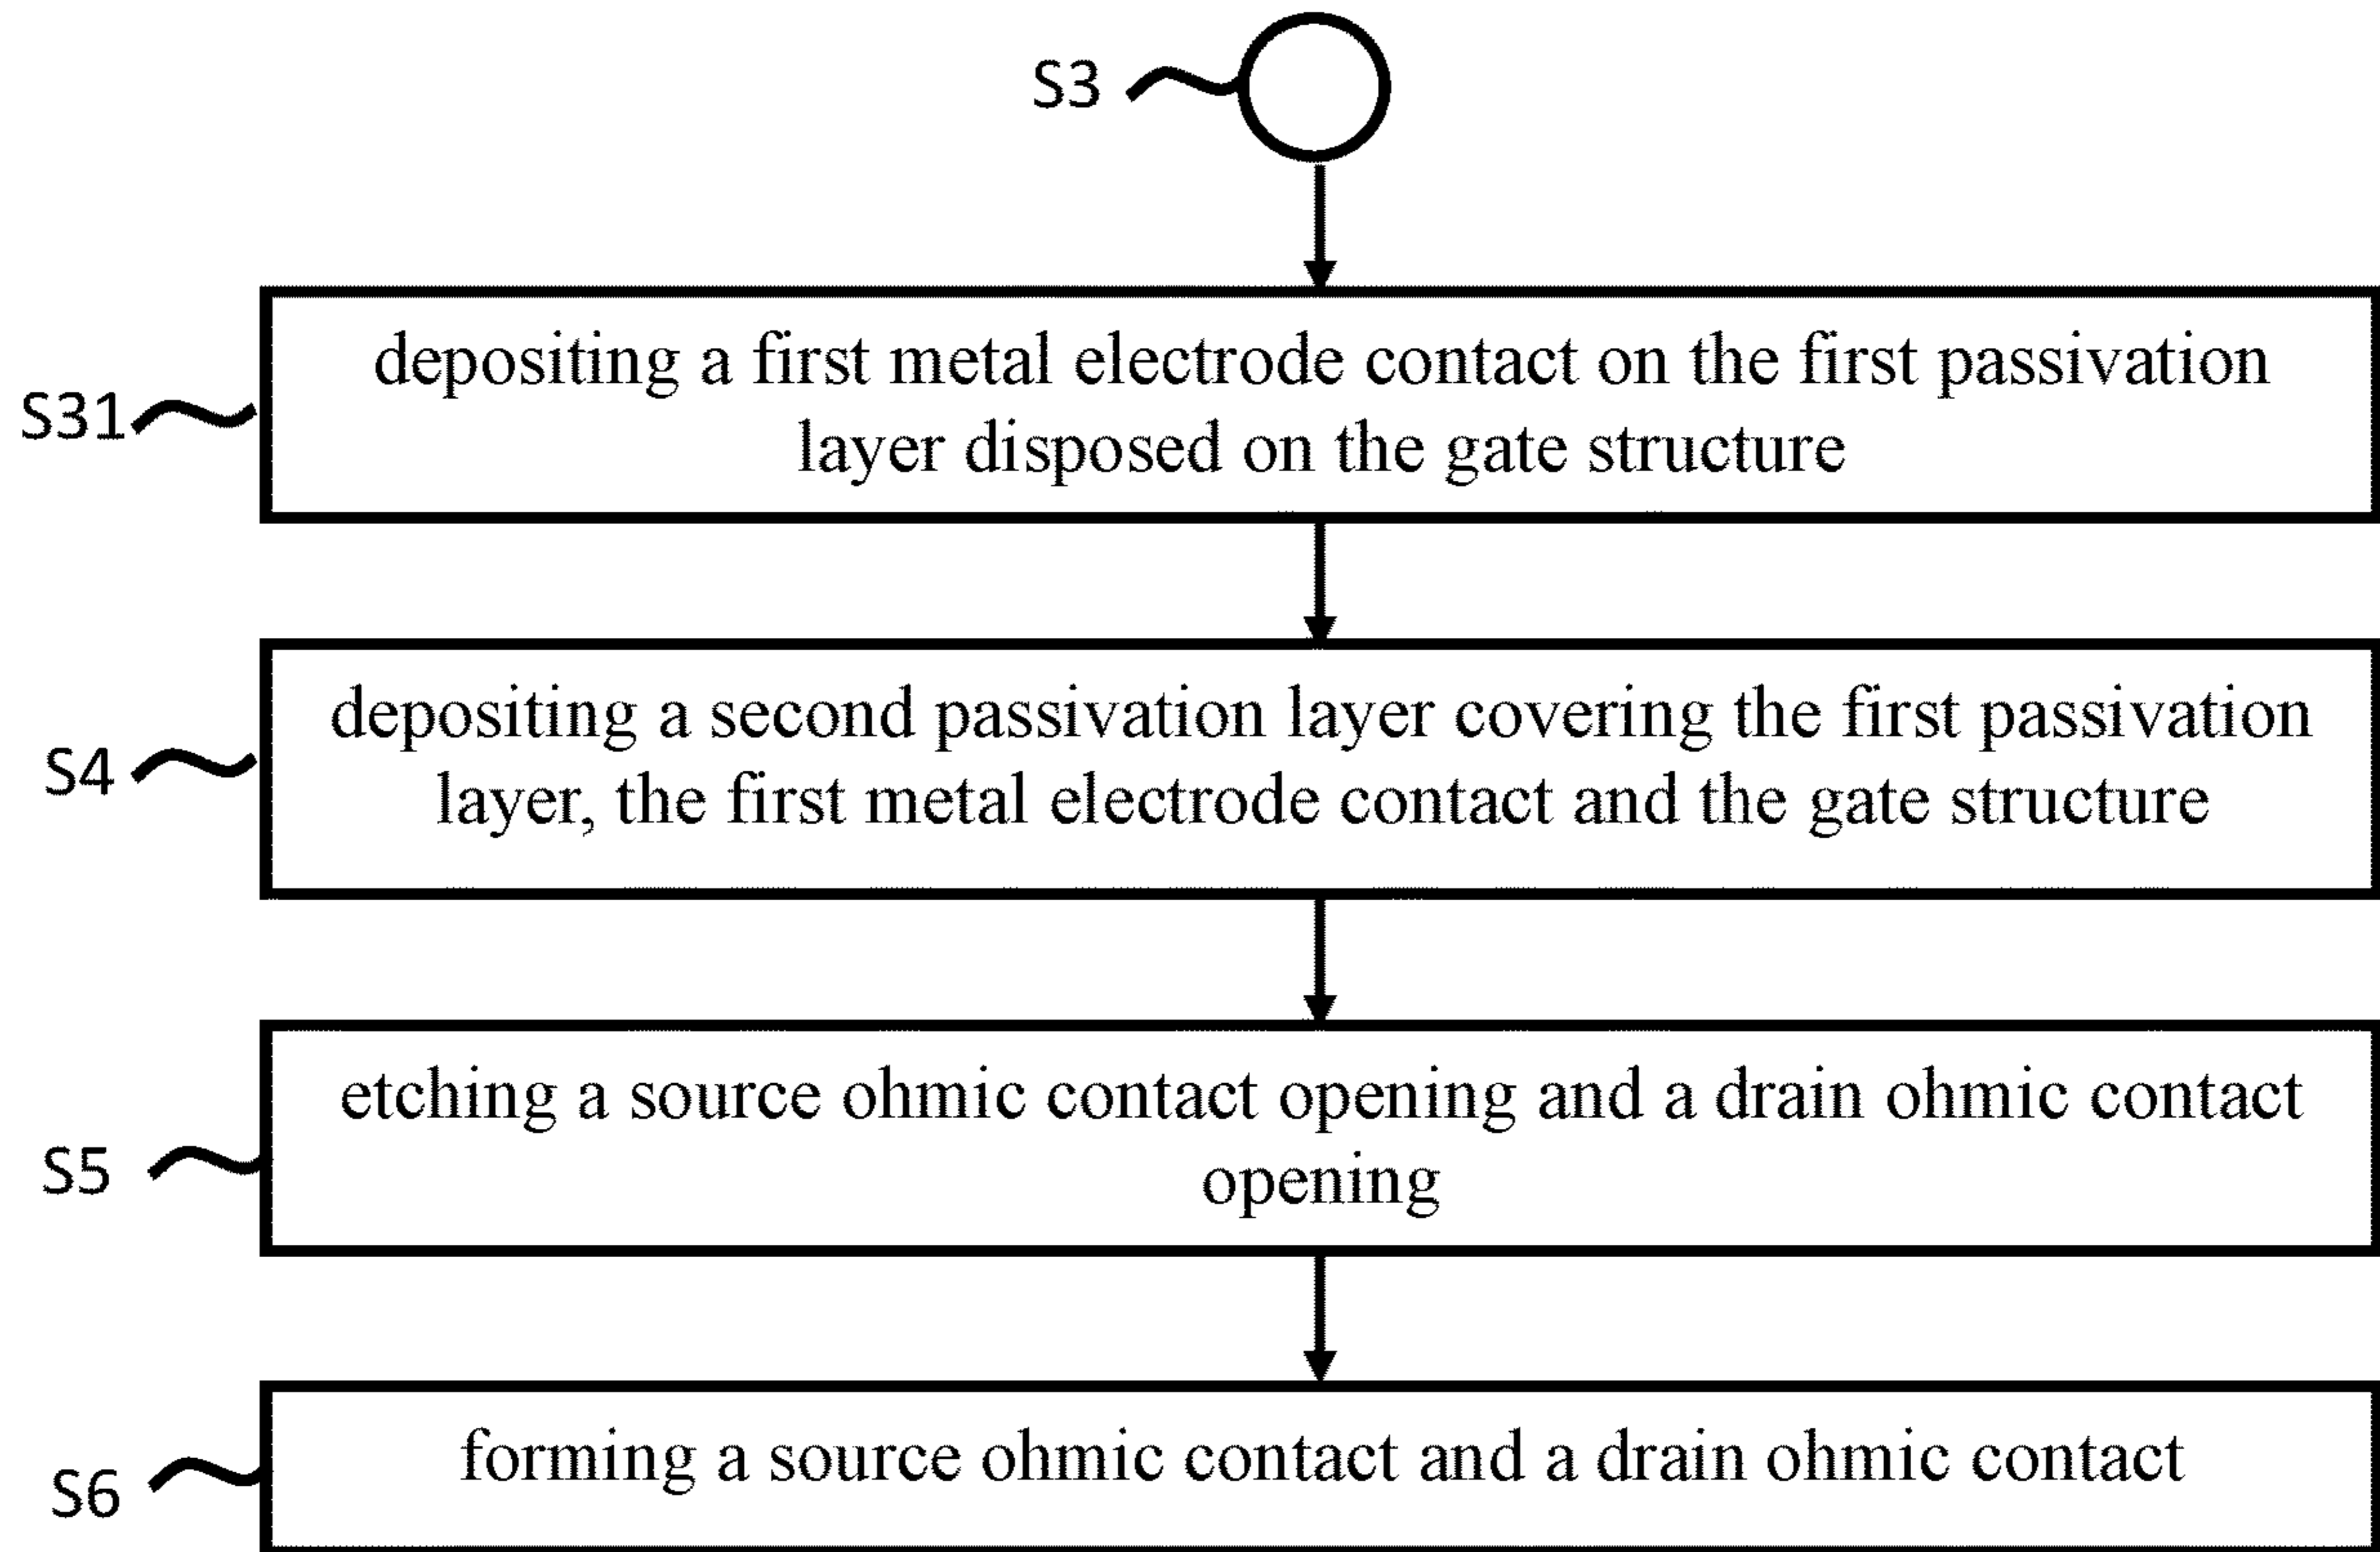 S3
S31
depositing a first metal electrode contact on the first passivation
layer disposed on the gate structure
S4
depositing a second passivation layer covering the first passivation
layer, the first metal electrode contact and the gate structure
S5
etching a source ohmic contact opening and a drain ohmic contact
opening
S6
forming a source ohmic contact and a drain ohmic contact